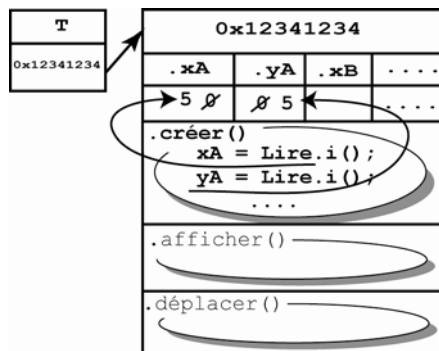 T
0x12341234
0x12341234
.xA .yA .xB ....
5 0 0 5 ....
.créer()
xA = Lire.i();
yA = Lire.i();
....
.afficher()
.déplacer()